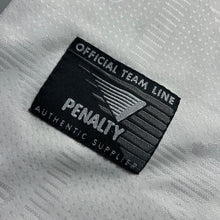 OFFICIAL TEAM LINE
PENALTY
AUTHENTIC SUPPLIER